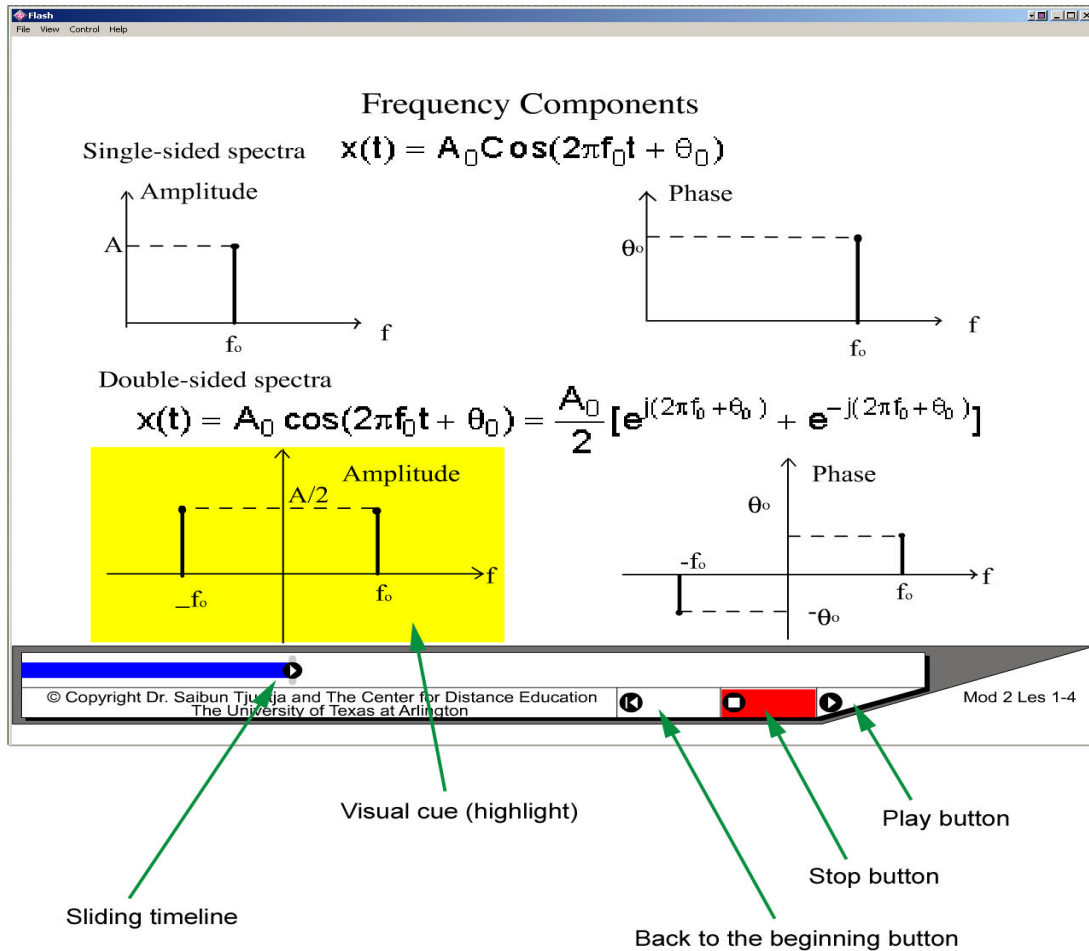 Flash
File View Control Help
Frequency Components
Single-sided spectra x(t) = A₀Cos(2πf₀t + θ₀)
Amplitude
Phase
A
θₒ
f
f
fₒ
fₒ
Double-sided spectra
x(t) = A₀ cos(2πf₀t + θ₀) = A₀/2 [e^j(2πf₀+θ₀) + e^-j(2πf₀+θ₀)]
Amplitude
Phase
A/2
θₒ
-fₒ
f
f
_fₒ
fₒ
fₒ
-θₒ
© Copyright Dr. Saibun and The Center for Distance Education
The University of Texas at Arlington
Mod 2 Les 1-4
Visual cue (highlight)
Play button
Stop button
Sliding timeline
Back to the beginning button